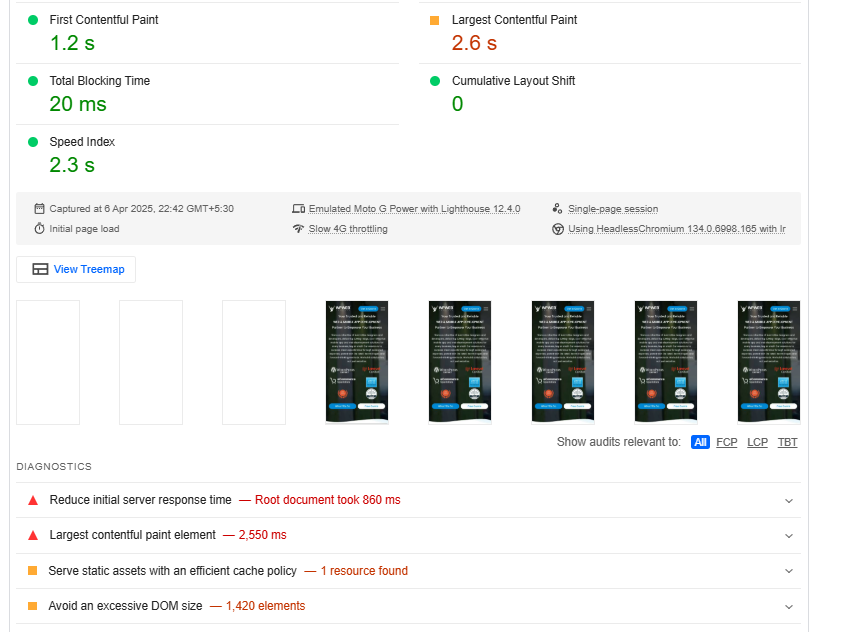 First Contentful Paint
1.2 s
Largest Contentful Paint
2.6 s
Total Blocking Time
20 ms
Cumulative Layout Shift
0
Speed Index
2.3 s
Captured at 6 Apr 2025, 22:42 GMT+5:30
Emulated Moto G Power with Lighthouse 12.4.0
Single-page session
Initial page load
Slow 4G throttling
Using HeadlessChromium 134.0.6998.165 with lr
View Treemap
Show audits relevant to: All FCP LCP TBT
DIAGNOSTICS
Reduce initial server response time — Root document took 860 ms
Largest contentful paint element — 2,550 ms
Serve static assets with an efficient cache policy — 1 resource found
Avoid an excessive DOM size — 1,420 elements